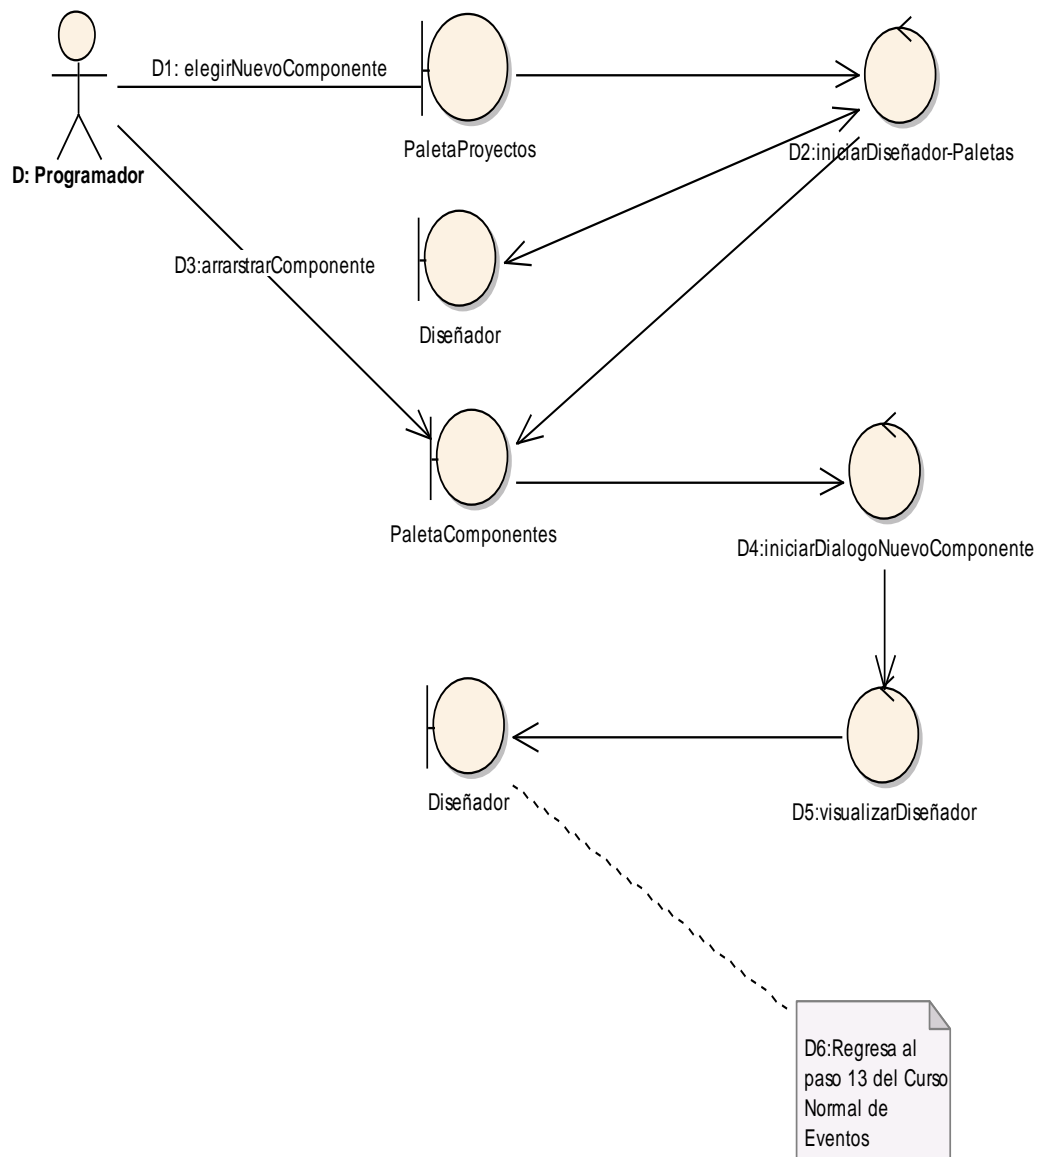 D1: elegirNuevoComponente
PaletaProyectos
D2:iniciarDiseñador-Paletas
D: Programador
D3:arrarstrarComponente
Diseñador
PaletaComponentes
D4:iniciarDialogoNuevoComponente
Diseñador
D5:visualizarDiseñador
D6:Regresa al
paso 13 del Curso
Normal de
Eventos